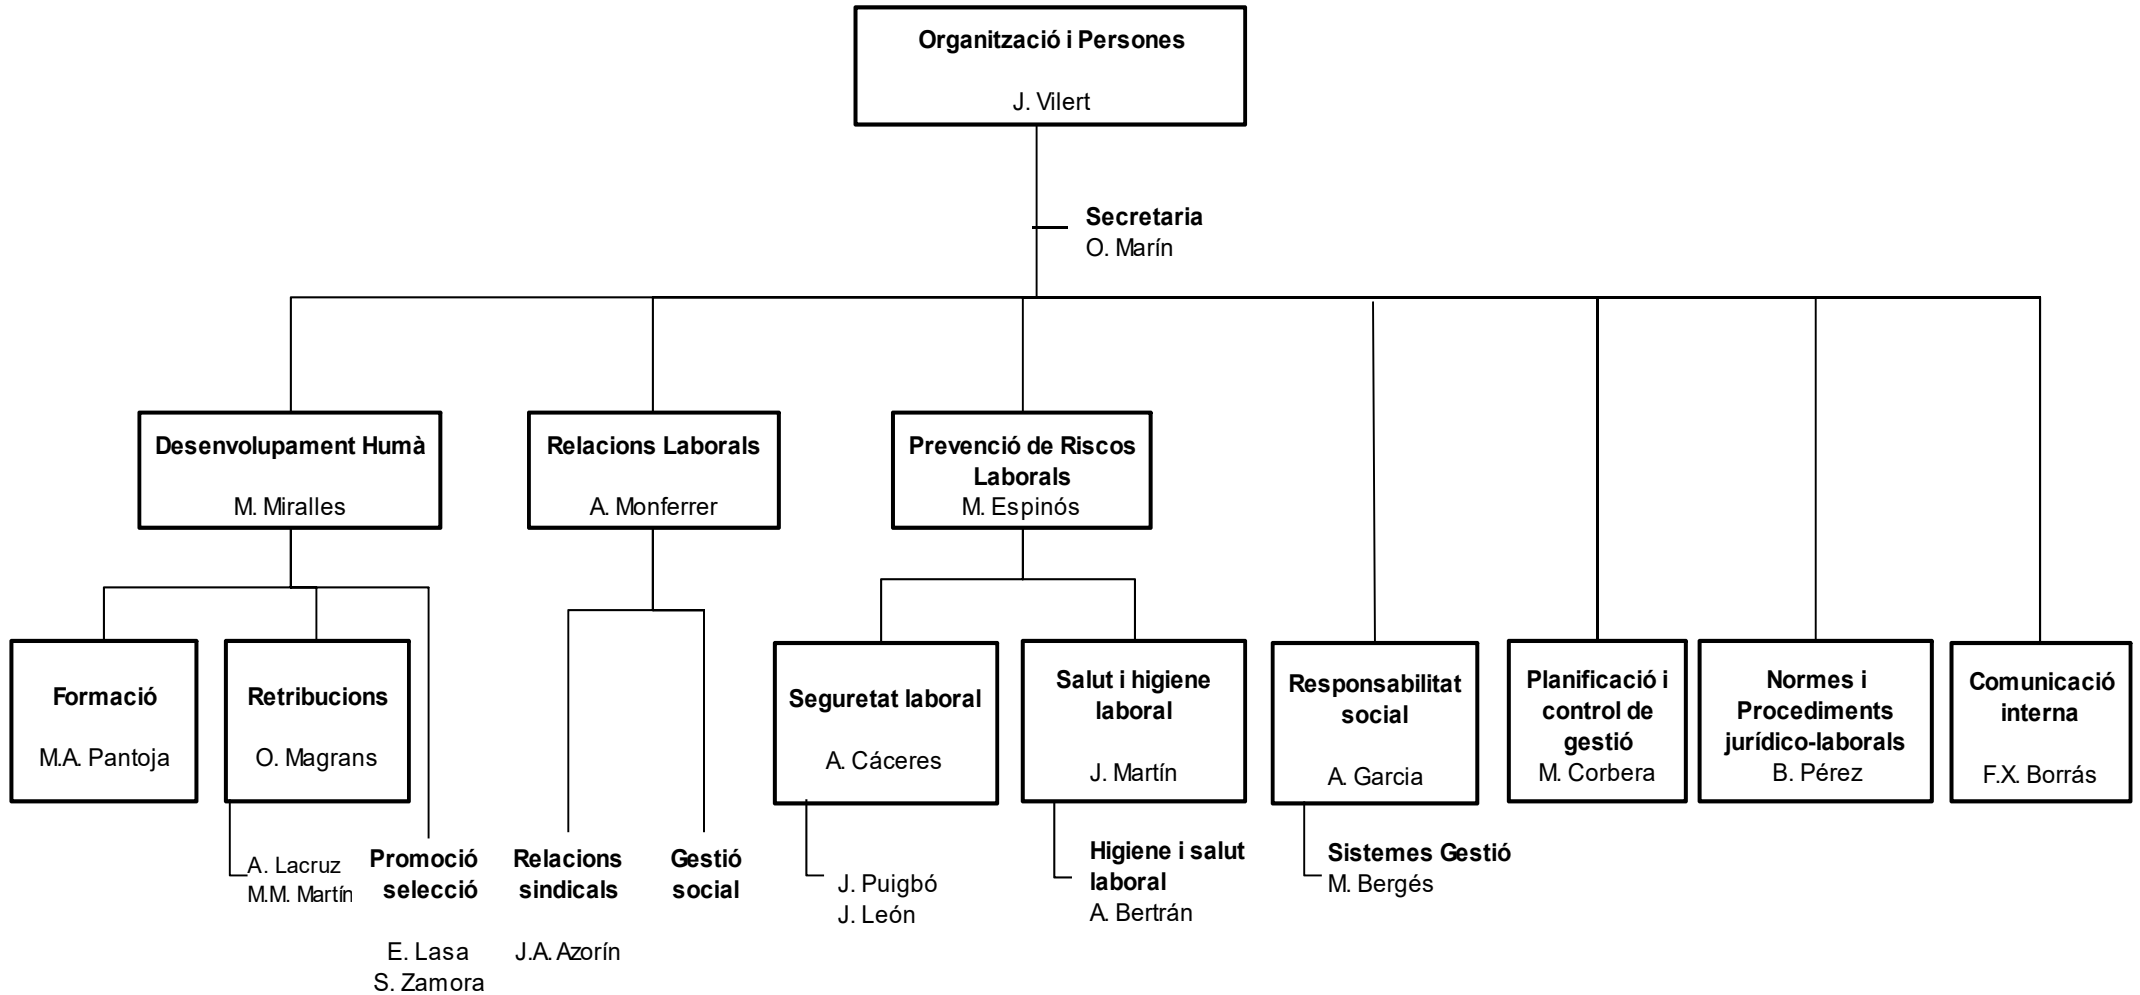 Organització i Persones
J. Vilert
Secretaria
O. Marín
Desenvolupament Humà
M. Miralles
Relacions Laborals
A. Monferrer
Prevenció de Riscos
Laborals
M. Espinós
Formació
M.A. Pantoja
Retribucions
O. Magrans
A. Lacruz
M.M. Martín
Promoció
selecció
E. Lasa
S. Zamora
Relacions
sindicals
J.A. Azorín
Gestió
social
Seguretat laboral
A. Cáceres
J. Puigbó
J. León
Salut i higiene
laboral
J. Martín
Higiene i salut
laboral
A. Bertrán
Responsabilitat
social
A. Garcia
Sistemes Gestió
M. Bergés
Planificació i
control de
gestió
M. Corbera
Normes i
Procediments
jurídico-laborals
B. Pérez
Comunicació
interna
F.X. Borrás